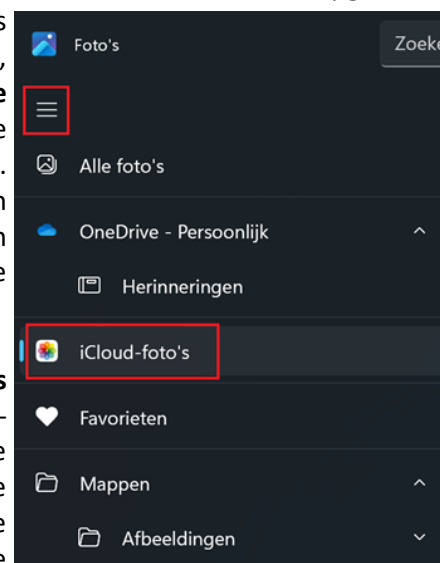 Foto's
Zoeke
Alle foto's
OneDrive - Persoonlijk
Herinneringen
iCloud-foto's
Favorieten
Mappen
Afbeeldingen